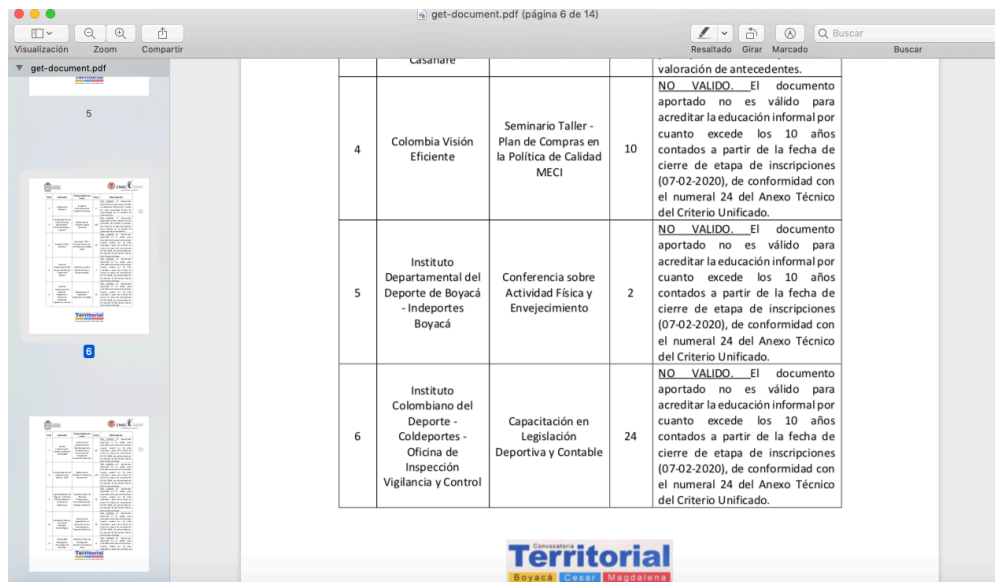 get-document.pdf (página 6 de 14)
Buscar
Visualización
Zoom
Compartir
Resaltado
Girar
Marcado
Buscar
get-document.pdf
5
6
Casanare
valoración de antecedentes.
4
Colombia Visión
Eficiente
Seminario Taller -
Plan de Compras en
la Política de Calidad
MECI
10
NO VALIDO. El documento
aportado no es válido para
acreditar la educación informal por
cuanto excede los 10 años
contados a partir de la fecha de
cierre de etapa de inscripciones
(07-02-2020), de conformidad con
el numeral 24 del Anexo Técnico
del Criterio Unificado.
5
Instituto
Departamental del
Deporte de Boyacá
- Indeportes
Boyacá
Conferencia sobre
Actividad Física y
Envejecimiento
2
NO VALIDO. El documento
aportado no es válido para
acreditar la educación informal por
cuanto excede los 10 años
contados a partir de la fecha de
cierre de etapa de inscripciones
(07-02-2020), de conformidad con
el numeral 24 del Anexo Técnico
del Criterio Unificado.
6
Instituto
Colombiano del
Deporte -
Coldeportes -
Oficina de
Inspección
Vigilancia y Control
Capacitación en
Legislación
Deportiva y Contable
24
NO VALIDO. El documento
aportado no es válido para
acreditar la educación informal por
cuanto excede los 10 años
contados a partir de la fecha de
cierre de etapa de inscripciones
(07-02-2020), de conformidad con
el numeral 24 del Anexo Técnico
del Criterio Unificado.
Convocatoria
Territorial
Boyacá Cesar Magdalena